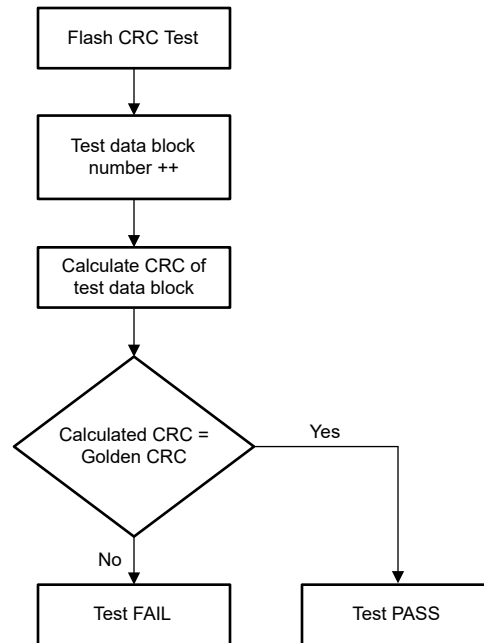 Flash CRC Test
Test data block
number ++
Calculate CRC of
test data block
Calculated CRC =
Golden CRC
Yes
No
Test FAIL
Test PASS